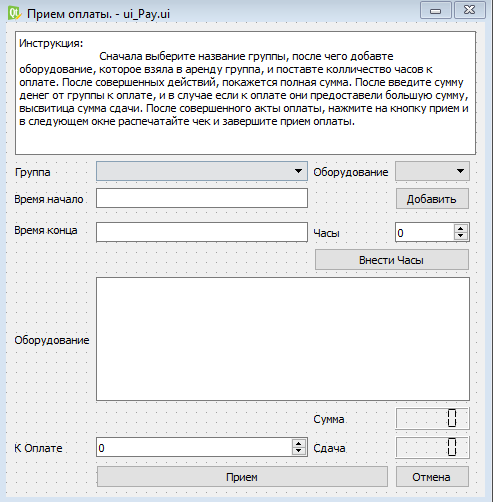 Прием оплаты. - ui_Pay.ui
Инструкция:
Сначала выберите название группы, после чего добавте
оборудование, которое взяла в аренду группа, и поставте колличество часов к
оплате. После совершенных действий, покажется полная сумма. После введите сумму
денег от группы к оплате, и в случае если к оплате они предоставели большую сумму,
высвитица сумма сдачи. После совершенного акты оплаты, нажмите на кнопку прием и
в следующем окне распечатайте чек и завершите прием оплаты.
Группа Оборудование
Время начало Добавить
Время конца Часы 0
Внести Часы
Оборудование
Сумма 0
К Оплате 0 Сдача 0
Прием Отмена